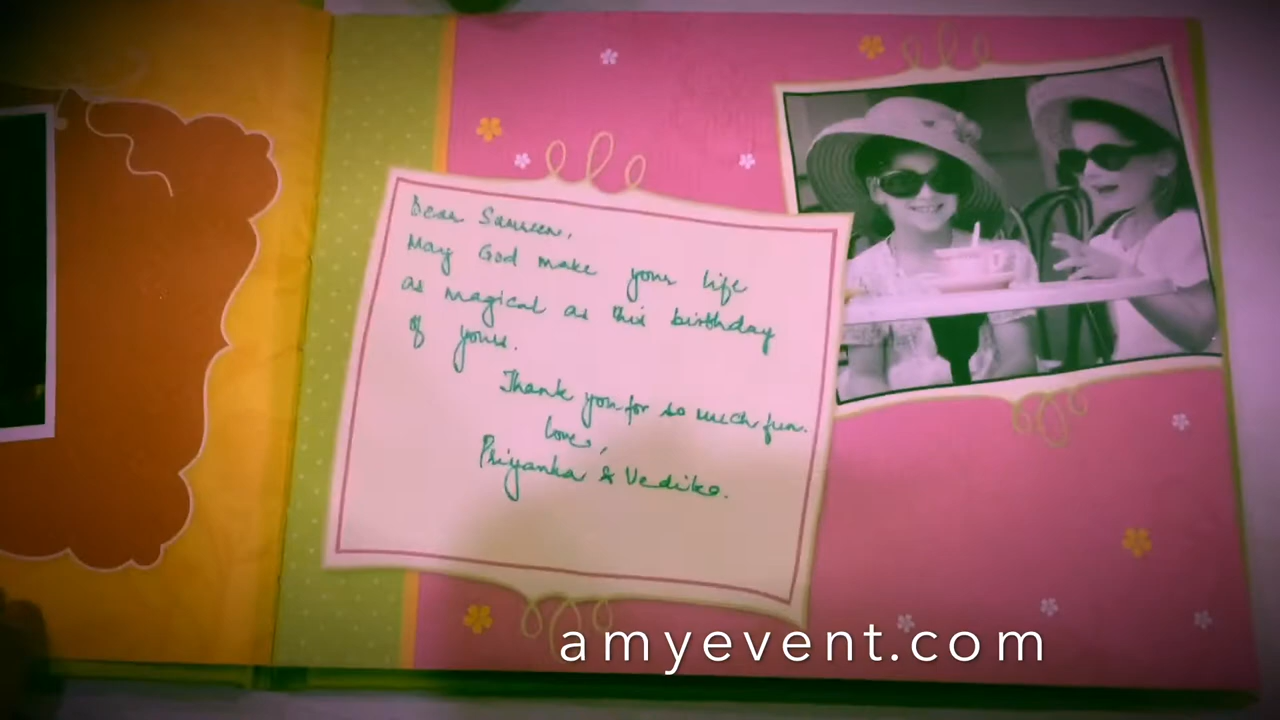 Dear Sameen,
May God make your life
as magical as this birthday
of yours.
Thank you for so much fun.
Love,
Priyanka & Vedika.
amyevent.com